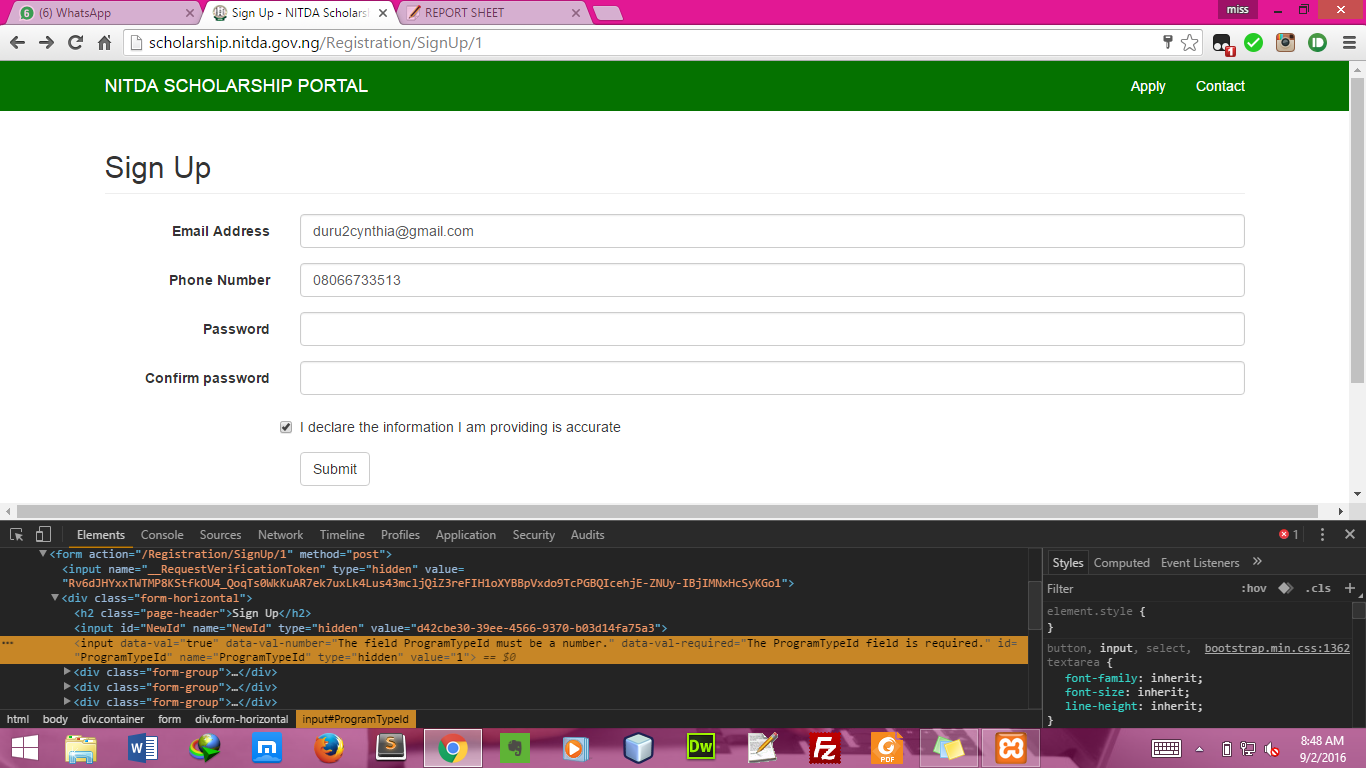 (6) WhatsApp
Sign Up - NITDA Scholars
REPORT SHEET
miss
scholarship.nitda.gov.ng/Registration/SignUp/1
1
NITDA SCHOLARSHIP PORTAL Apply Contact
Sign Up
Email Address duru2cynthia@gmail.com
Phone Number 08066733513
Password
Confirm password
I declare the information I am providing is accurate
Submit
Elements Console Sources Network Timeline Profiles Application Security Audits 1
<form action="/Registration/SignUp/1" method="post">
<input name="__RequestVerificationToken" type="hidden" value=
"Rv6dJHYxxTWTMP8KStfkOU4_QoqTs0WkKuAR7ek7uxLk4Lus43mcljQiZ3reFIH1oXYBBpVxdo9TcPGBQIcehjE-ZNUy-IBjIMNxHcSyKGo1">
<div class="form-horizontal">
<h2 class="page-header">Sign Up</h2>
<input id="NewId" name="NewId" type="hidden" value="d42cbe30-39ee-4566-9370-b03d14fa75a3">
<input data-val="true" data-val-number="The field ProgramTypeId must be a number." data-val-required="The ProgramTypeId field is required." id=
"ProgramTypeId" name="ProgramTypeId" type="hidden" value="1"> == $0
<div class="form-group">…</div>
<div class="form-group">…</div>
<div class="form-group">…</div>
html body div.container form div.form-horizontal input#ProgramTypeId
Styles Computed Event Listeners »
Filter :hov .cls +
element.style {
}
button, input, select, bootstrap.min.css:1362
textarea {
font-family: inherit;
font-size: inherit;
line-height: inherit;
}
8:48 AM
9/2/2016